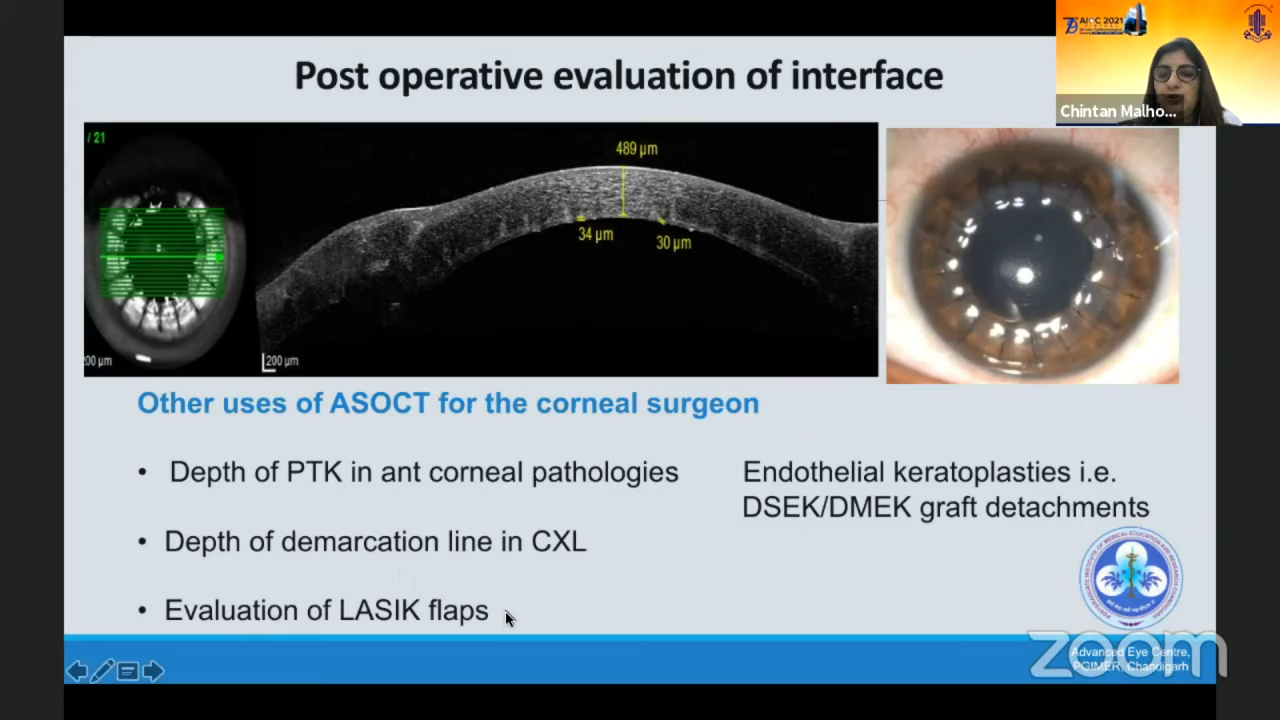 AIOC 2021
Chintan Malho...
Post operative evaluation of interface
/ 21
489 µm
34 µm
30 µm
200 µm
200 µm
Other uses of ASOCT for the corneal surgeon
• Depth of PTK in ant corneal pathologies
• Depth of demarcation line in CXL
• Evaluation of LASIK flaps
Endothelial keratoplasties i.e.
DSEK/DMEK graft detachments
zoom
Advanced Eye Centre,
PGIMER, Chandigarh